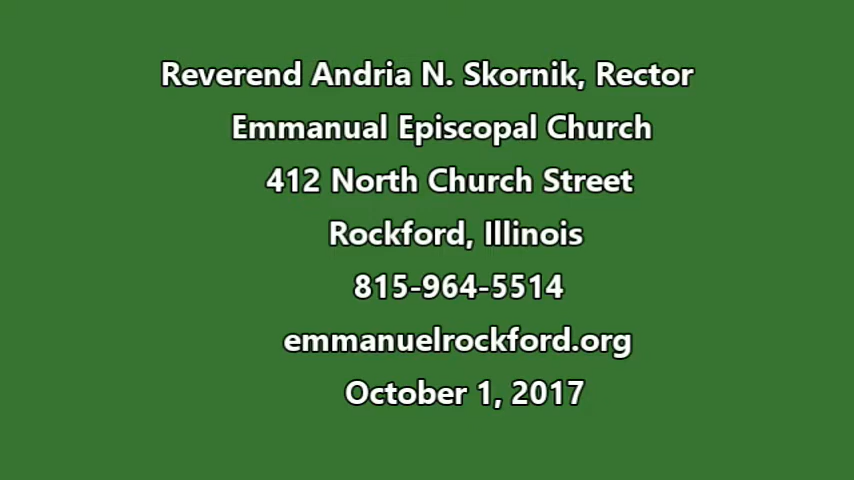 Reverend Andria N. Skornik, Rector
Emmanual Episcopal Church
412 North Church Street
Rockford, Illinois
815-964-5514
emmanuelrockford.org
October 1, 2017